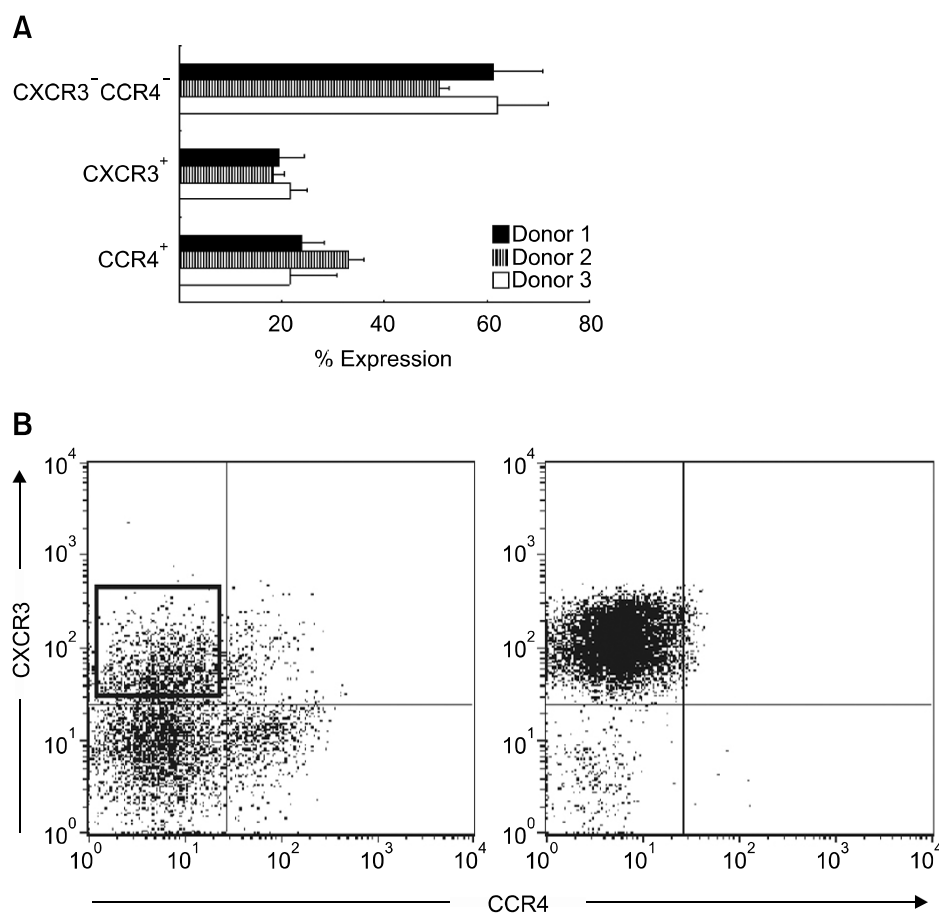 A
CXCR3⁻CCR4⁻
CXCR3⁺
CCR4⁺
Donor 1
Donor 2
Donor 3
20 40 60 80
% Expression
B
10⁴
10³
10²
10¹
10⁰
10⁰ 10¹ 10² 10³ 10⁴
CXCR3
10⁴
10³
10²
10¹
10⁰
10⁰ 10¹ 10² 10³ 10⁴
CCR4